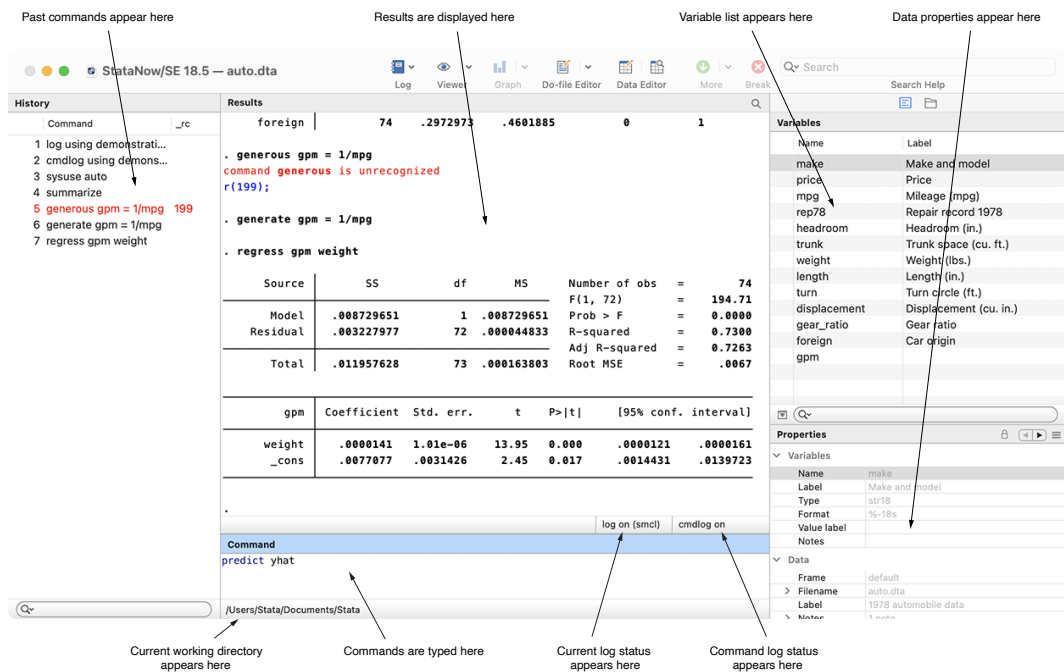 Past commands appear here
Results are displayed here
Variable list appears here
Data properties appear here
StataNow/SE 18.5 — auto.dta
Log
Viewer
Graph
Do-file Editor
Data Editor
More
Break
Search
Search Help
History
Command _rc
1 log using demonstrati...
2 cmdlog using demons...
3 sysuse auto
4 summarize
5 generous gpm = 1/mpg 199
6 generate gpm = 1/mpg
7 regress gpm weight
Results
foreign 74 .2972973 .4601885 0 1
. generous gpm = 1/mpg
command generous is unrecognized
r(199);
. generate gpm = 1/mpg
. regress gpm weight
Source SS df MS Number of obs = 74
F(1, 72) = 194.71
Model .008729651 1 .008729651 Prob > F = 0.0000
Residual .003227977 72 .000044833 R-squared = 0.7300
Adj R-squared = 0.7263
Total .011957628 73 .000163803 Root MSE = .0067
gpm Coefficient Std. err. t P>|t| [95% conf. interval]
weight .0000141 1.01e-06 13.95 0.000 .0000121 .0000161
_cons .0077077 .0031426 2.45 0.017 .0014431 .0139723
.
log on (smcl)
cmdlog on
Command
predict yhat
/Users/Stata/Documents/Stata
Variables
Name Label
make Make and model
price Price
mpg Mileage (mpg)
rep78 Repair record 1978
headroom Headroom (in.)
trunk Trunk space (cu. ft.)
weight Weight (lbs.)
length Length (in.)
turn Turn circle (ft.)
displacement Displacement (cu. in.)
gear_ratio Gear ratio
foreign Car origin
gpm
Properties
Variables
Name make
Label Make and model
Type str18
Format %-18s
Value label
Notes
Data
Frame default
Filename auto.dta
Label 1978 automobile data
Notes 1 note
Current working directory
appears here
Commands are typed here
Current log status
appears here
Command log status
appears here